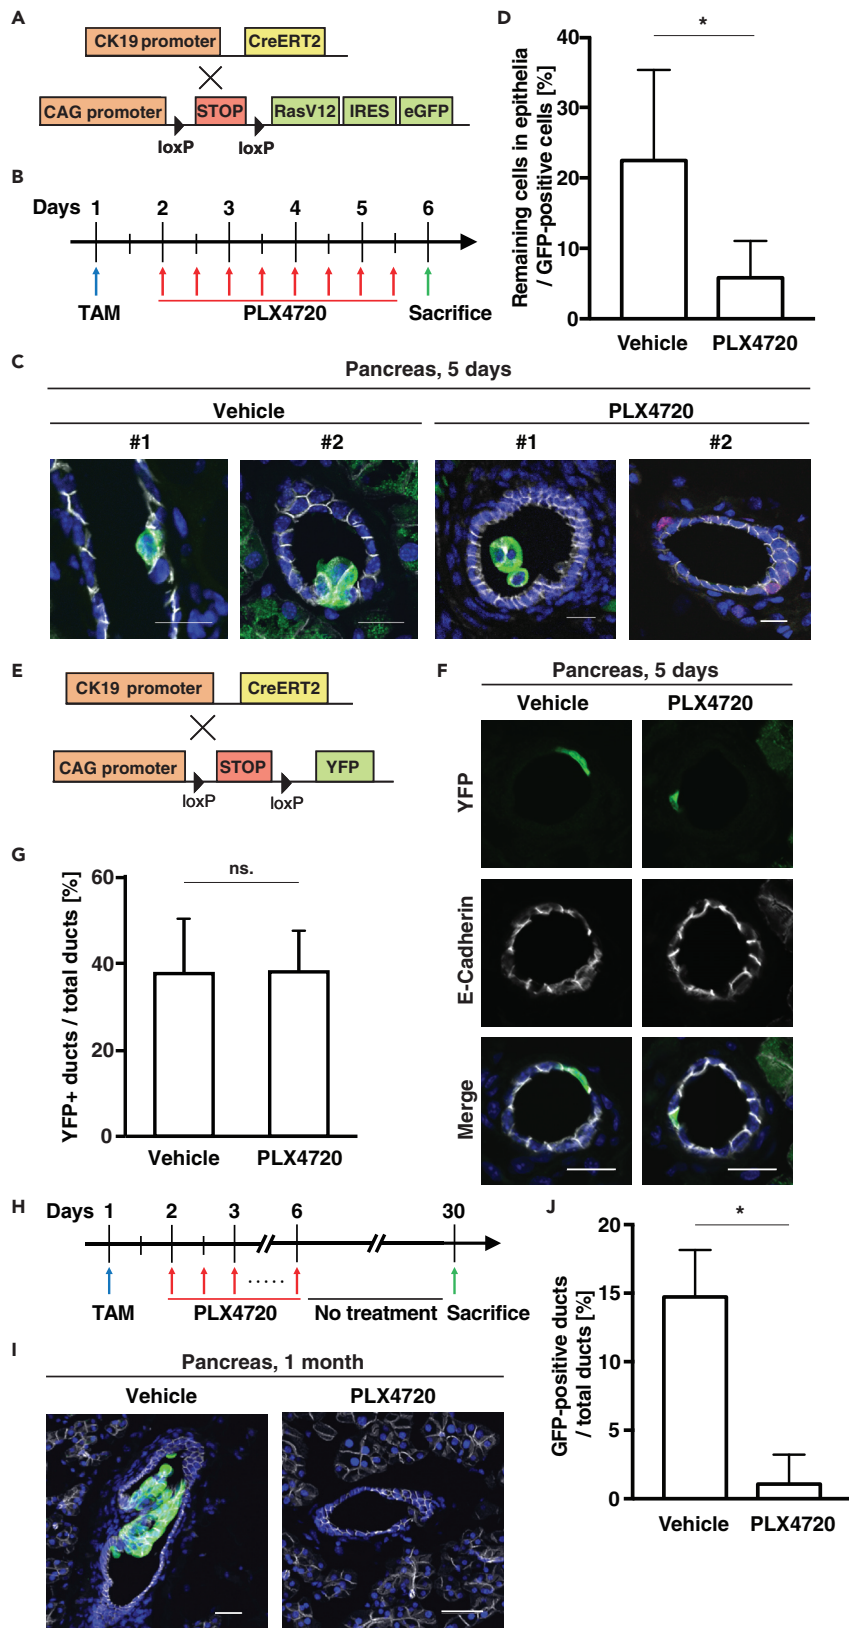 A
CK19 promoter CreERT2
CAG promoter STOP RasV12 IRES eGFP
loxP loxP
B
Days 1 2 3 4 5 6
TAM PLX4720 Sacrifice
C
Pancreas, 5 days
Vehicle PLX4720
#1 #2 #1 #2
D
*
Remaining cells in epithelia
/ GFP-positive cells [%]
40
30
20
10
0
Vehicle PLX4720
E
CK19 promoter CreERT2
CAG promoter STOP YFP
loxP loxP
F
Pancreas, 5 days
Vehicle PLX4720
YFP
E-Cadherin
Merge
G
ns.
YFP+ ducts / total ducts [%]
60
40
20
0
Vehicle PLX4720
H
Days 1 2 3 6 30
.....
TAM PLX4720 No treatment Sacrifice
I
Pancreas, 1 month
Vehicle PLX4720
J
*
GFP-positive ducts
/ total ducts [%]
20
15
10
5
0
Vehicle PLX4720